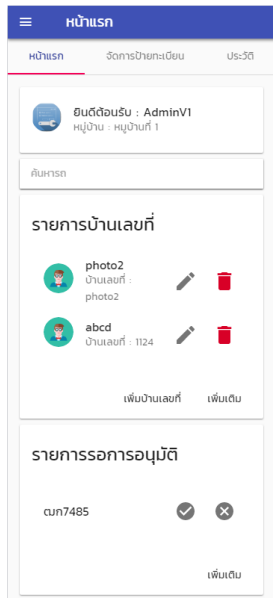 หน้าแรก
หน้าแรก จัดการป้ายทะเบียน ประวัติ
ยินดีต้อนรับ : AdminV1
หมู่บ้าน : หมูบ้านที่ 1
ค้นหารถ
รายการบ้านเลขที่
photo2
บ้านเลขที่ :
photo2
abcd
บ้านเลขที่ : 1124
เพิ่มบ้านเลขที่ เพิ่มเติม
รายการรอการอนุมัติ
ฒก7485
เพิ่มเติม